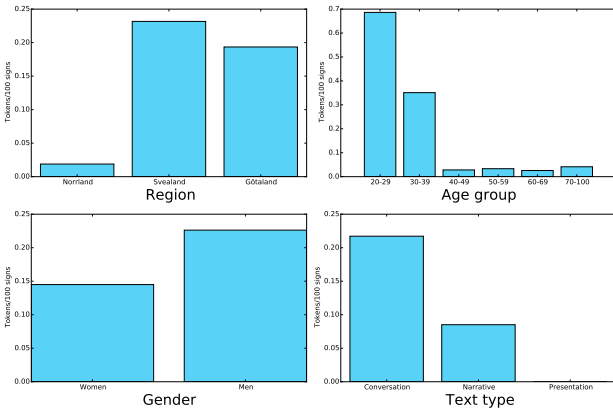 0.25
0.20
0.15
0.10
0.05
0.00
Tokens/100 signs
Norrland Svealand Götaland
Region
0.7
0.6
0.5
0.4
0.3
0.2
0.1
0.0
Tokens/100 signs
20-29 30-39 40-49 50-59 60-69 70-100
Age group
0.25
0.20
0.15
0.10
0.05
0.00
Tokens/100 signs
Women Men
Gender
0.25
0.20
0.15
0.10
0.05
0.00
Tokens/100 signs
Conversation Narrative Presentation
Text type